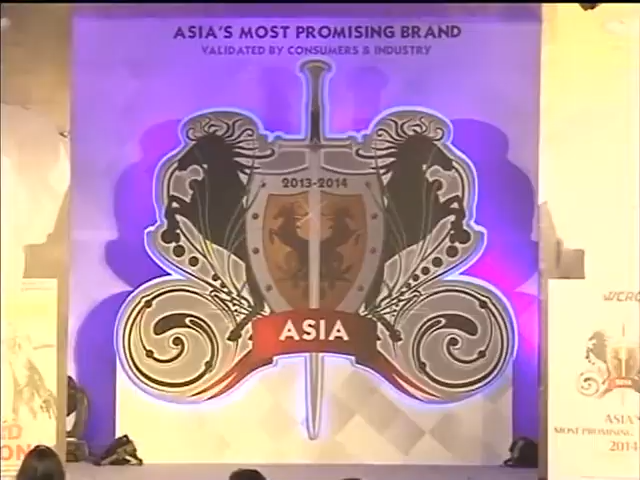 ASIA'S MOST PROMISING BRAND
VALIDATED BY CONSUMERS & INDUSTRY
2013-2014
ASIA
WCRC
ASIA
MOST PROMISING
2014